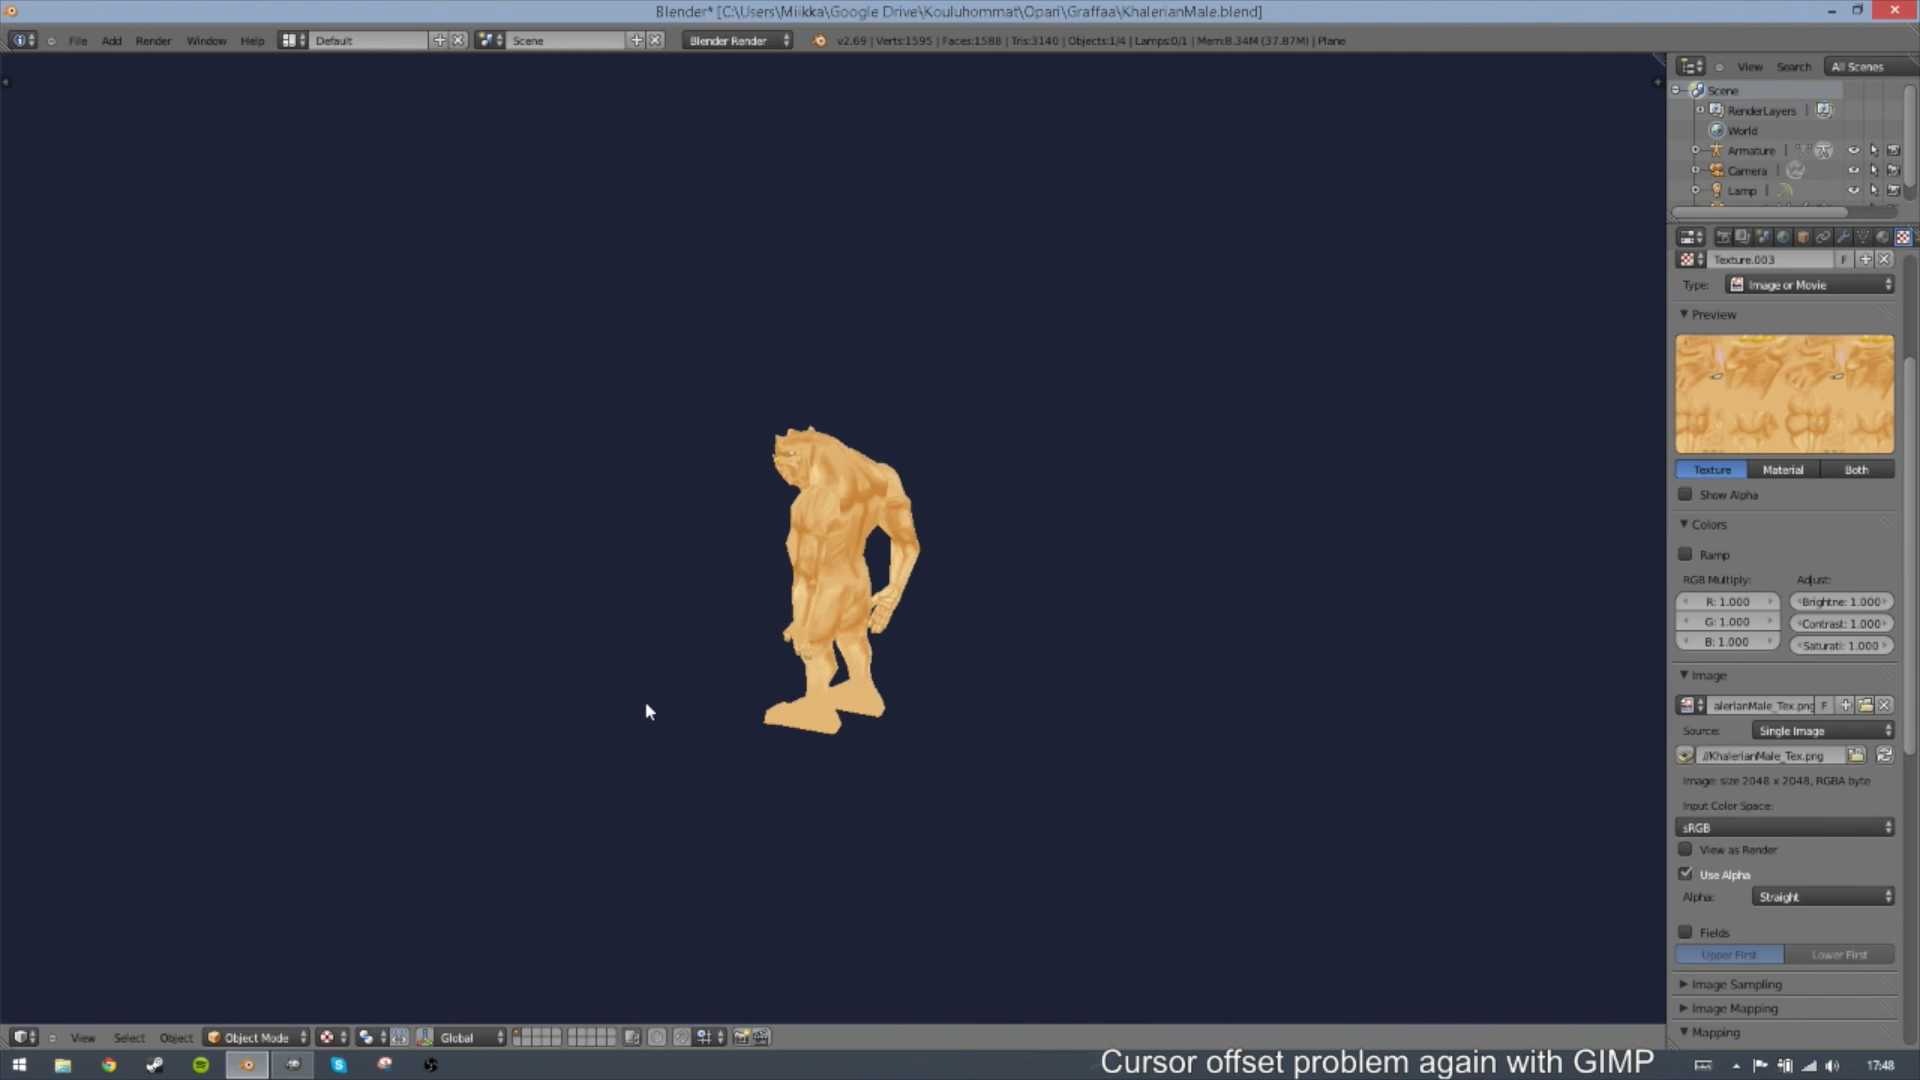 Blender* [C:\Users\Miikka\Google Drive\Kouluhommat\Opari\Graffaa\KhalerianMale.blend]
File Add Render Window Help Default Scene Blender Render v2.69 | Verts:1595 | Faces:1588 | Tris:3140 | Objects:1/4 | Lamps:0/1 | Mem:8.34M (37.87M) | Plane
View Search All Scenes
Scene
RenderLayers
World
Armature
Camera
Lamp
Texture.003 F
Type: Image or Movie
Preview
Texture Material Both
Show Alpha
Colors
Ramp
RGB Multiply: Adjust:
R: 1.000 Brightne: 1.000
G: 1.000 Contrast: 1.000
B: 1.000 Saturati: 1.000
Image
alerianMale_Tex.png F
Source: Single Image
//KhalerianMale_Tex.png
Image: size 2048 x 2048, RGBA byte
Input Color Space:
sRGB
View as Render
Use Alpha
Alpha: Straight
Fields
Upper First Lower First
Image Sampling
Image Mapping
Mapping
View Select Object Object Mode Global
Cursor offset problem again with GIMP
17:48